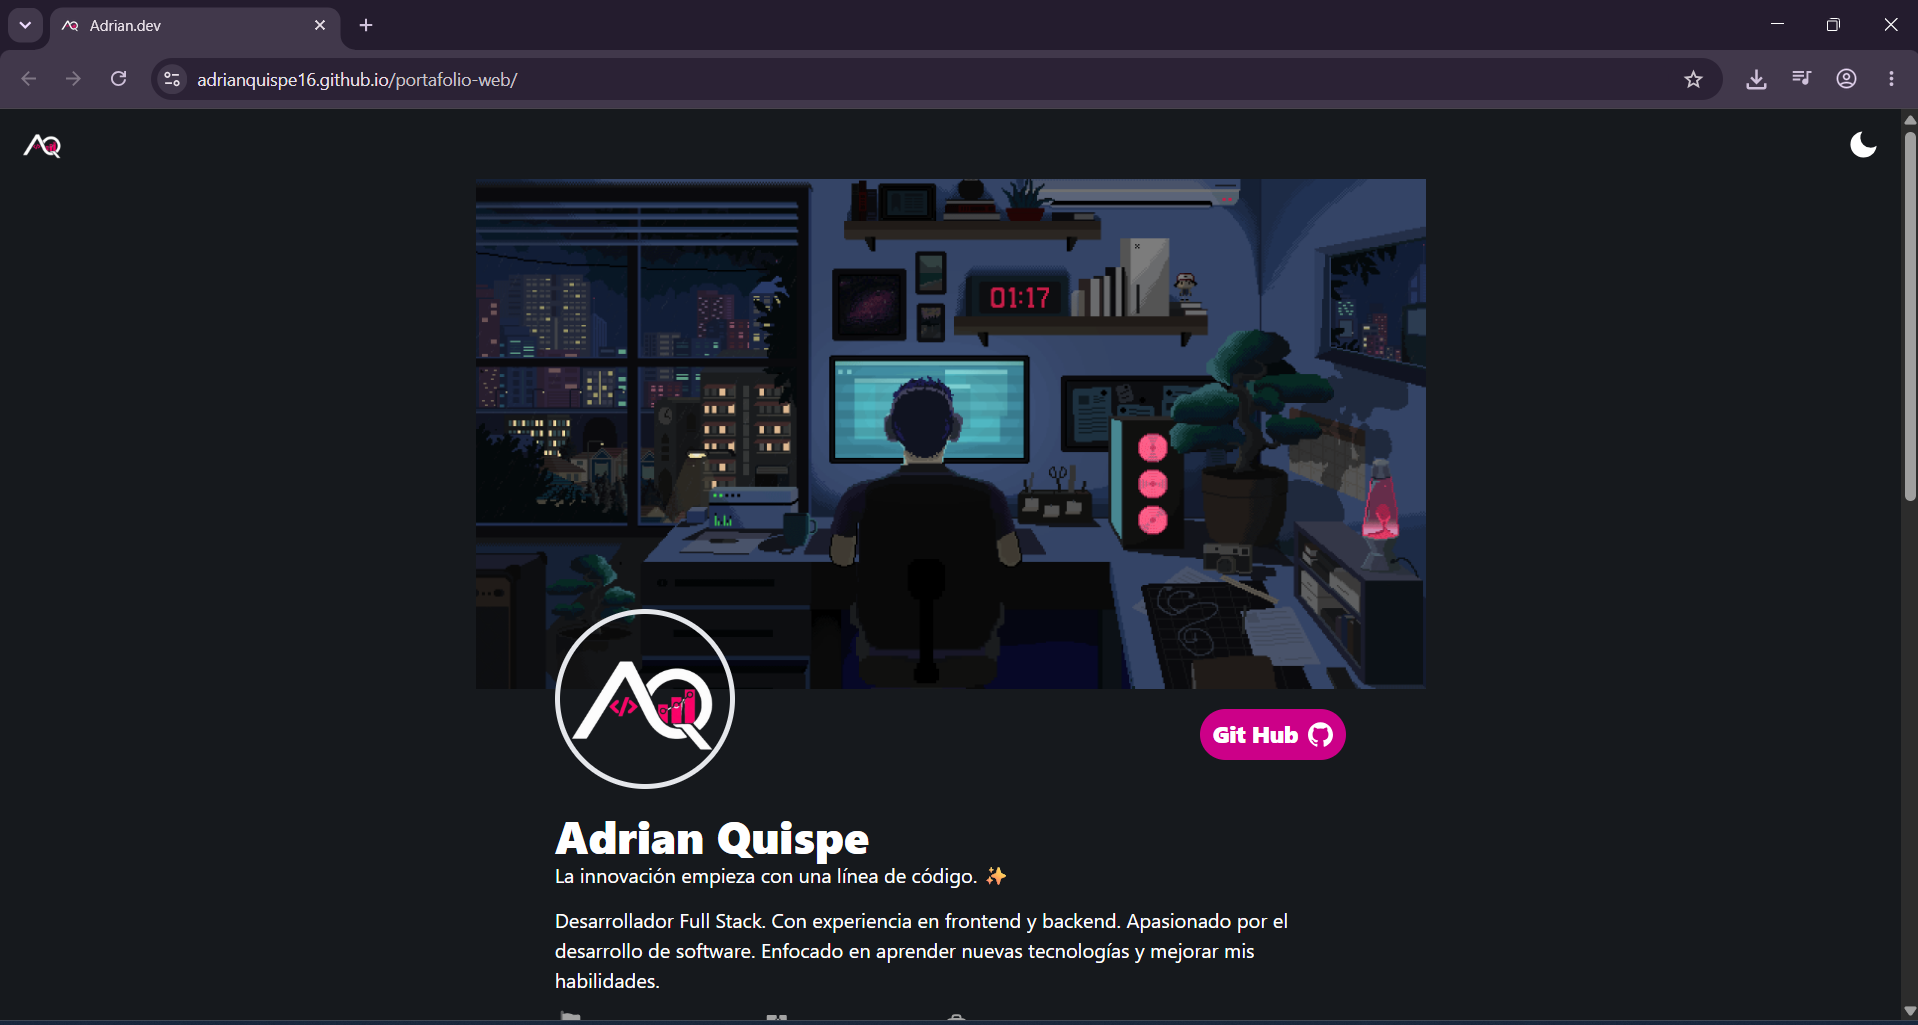 Adrian.dev
adrianquispe16.github.io/portafolio-web/
AQ
01:17
</>
AQ
Git Hub
Adrian Quispe
La innovación empieza con una línea de código. ✨
Desarrollador Full Stack. Con experiencia en frontend y backend. Apasionado por el
desarrollo de software. Enfocado en aprender nuevas tecnologías y mejorar mis
habilidades.